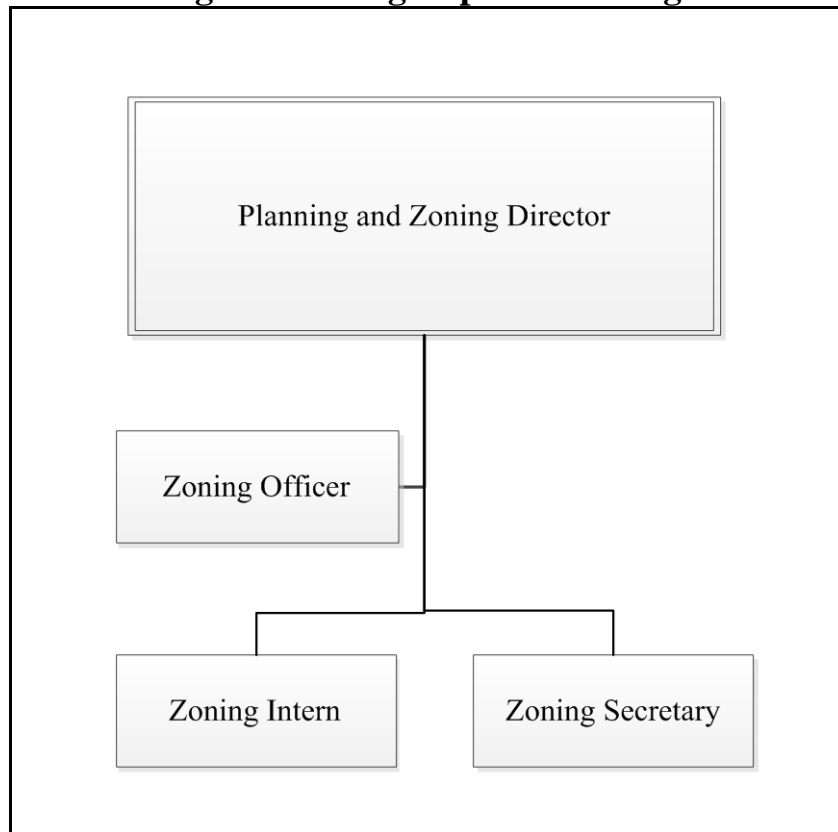 Planning and Zoning Director
Zoning Officer
Zoning Intern
Zoning Secretary